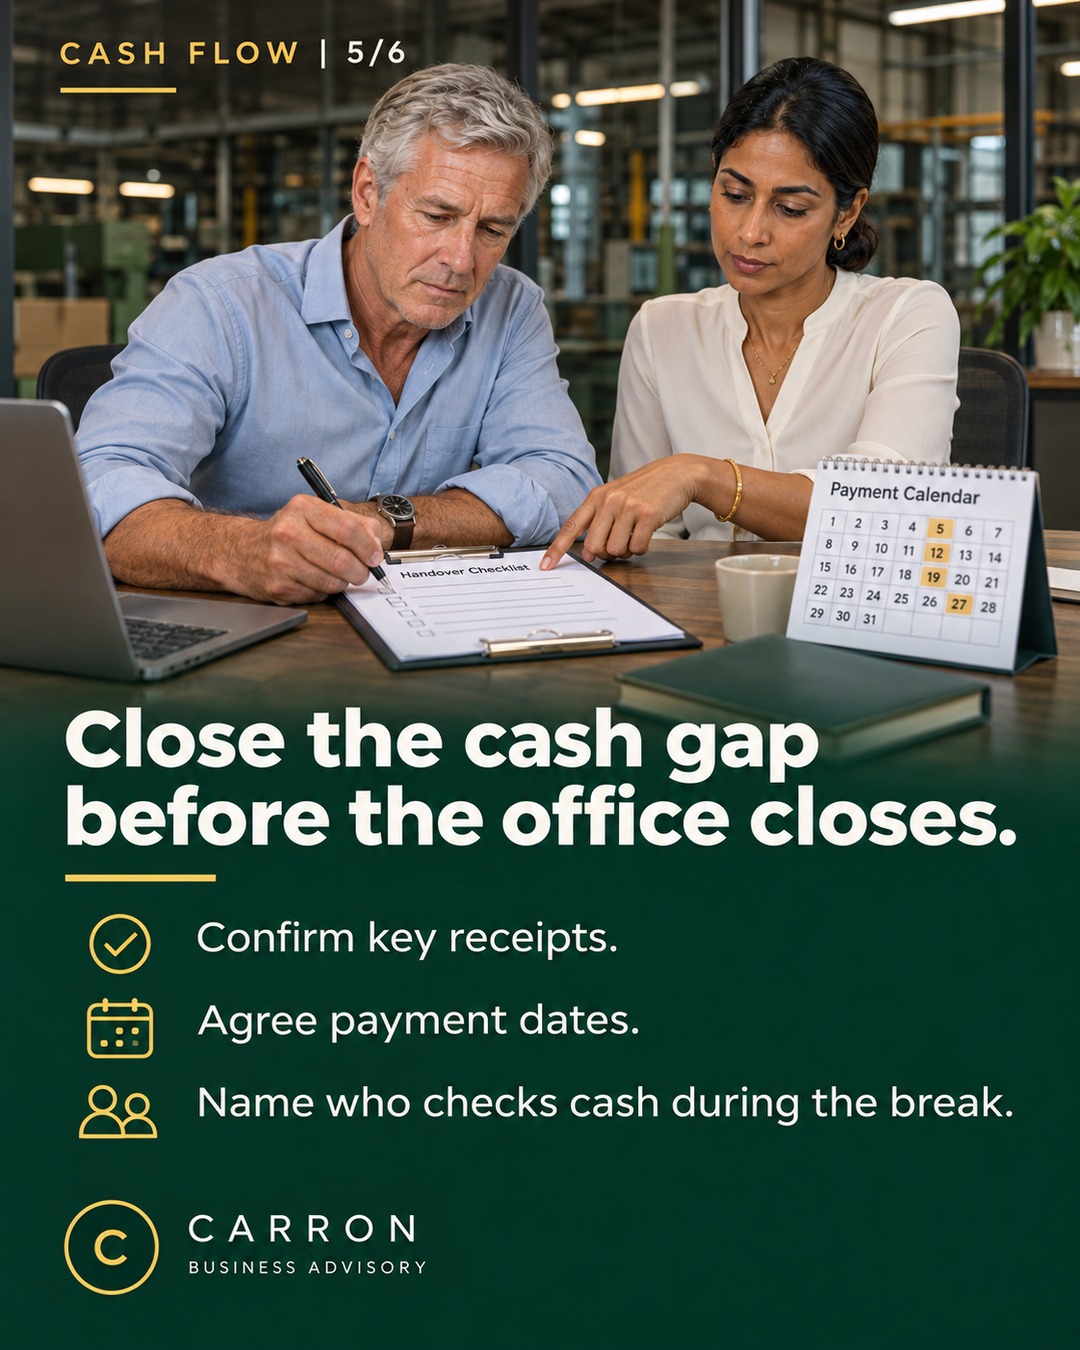 CASH FLOW | 5/6
Handover Checklist
Payment Calendar
1 2 3 4 5 6 7
8 9 10 11 12 13 14
15 16 17 18 19 20 21
22 23 24 25 26 27 28
29 30 31
Close the cash gap
before the office closes.
Confirm key receipts.
Agree payment dates.
Name who checks cash during the break.
C
CARRON
BUSINESS ADVISORY